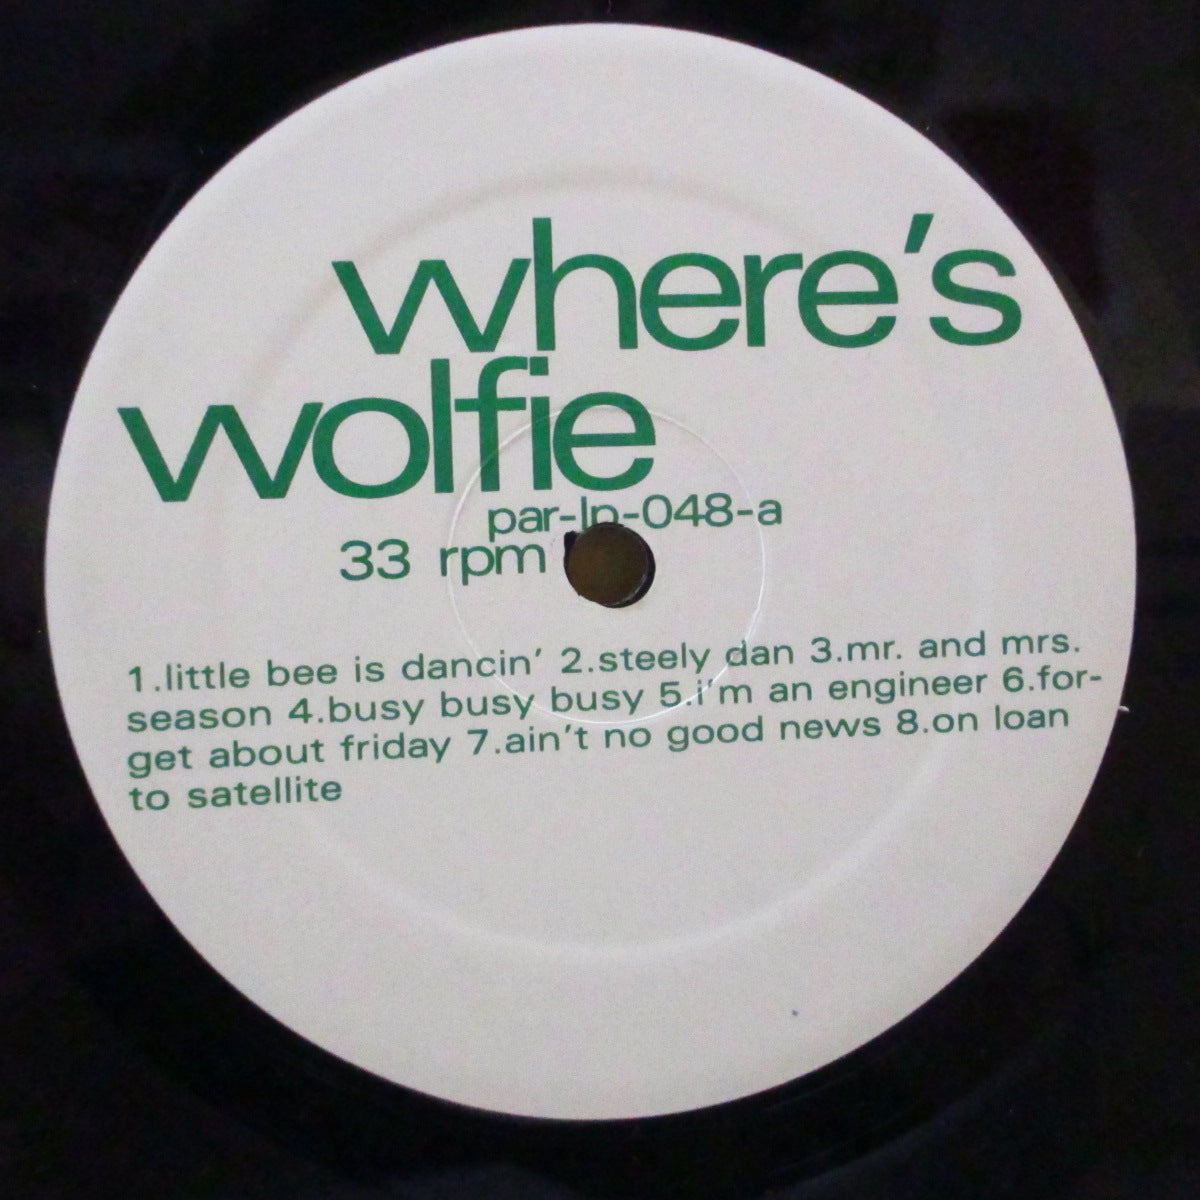 where's
wolfie
par-lp-048-a
33 rpm
1.little bee is dancin' 2.steely dan 3.mr. and mrs.
season 4.busy busy busy 5.i'm an engineer 6.for-
get about friday 7.ain't no good news 8.on loan
to satellite